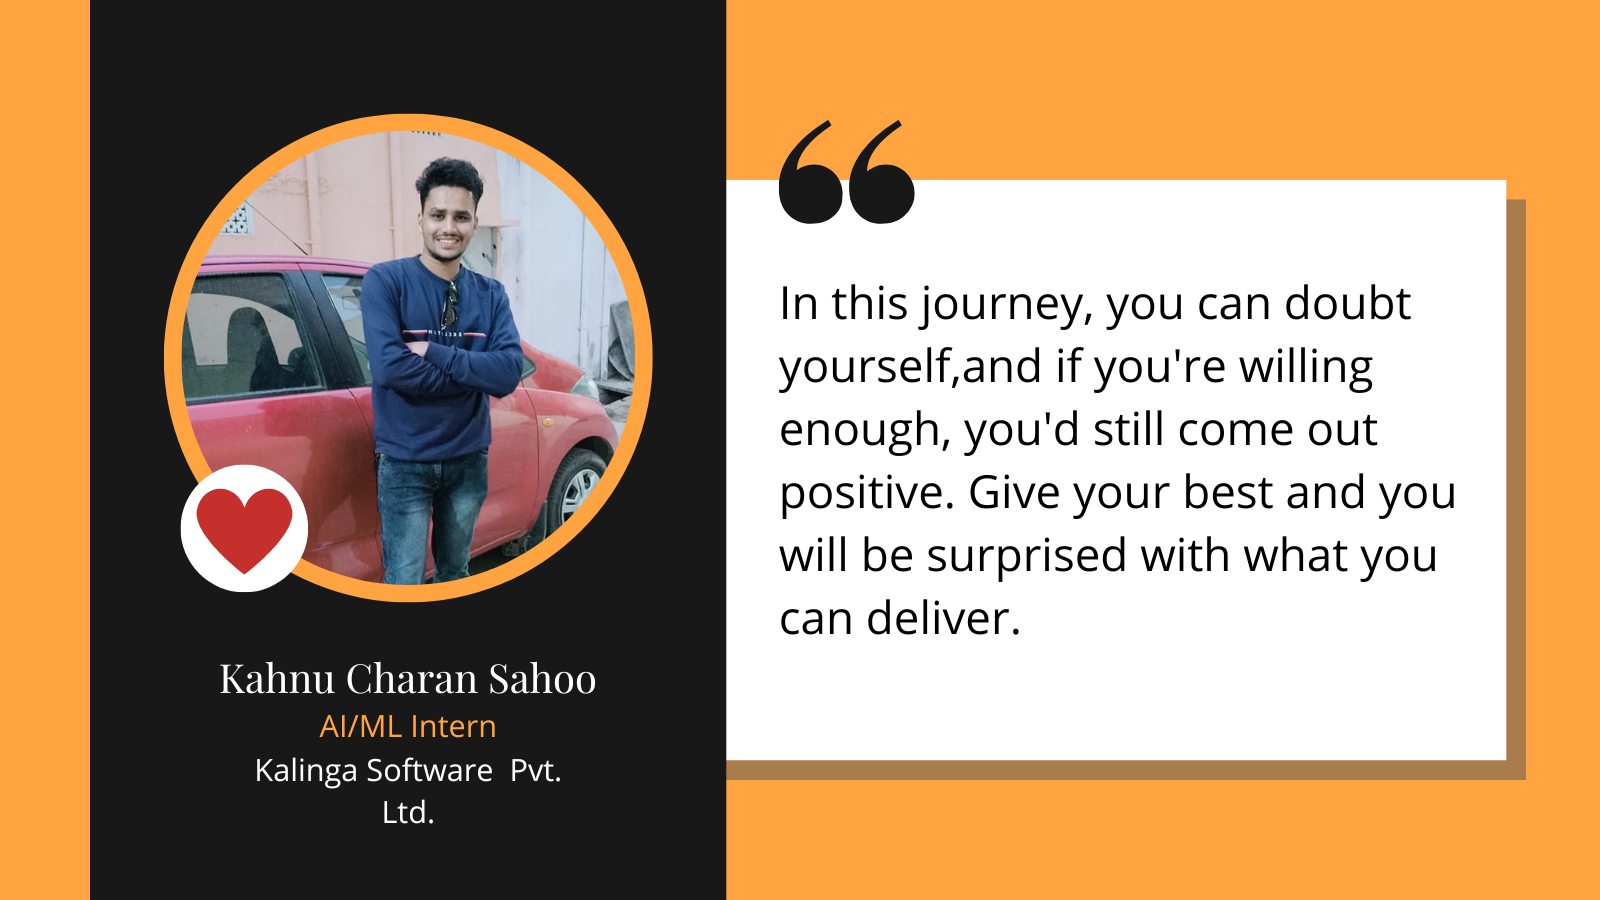 Kahnu Charan Sahoo
AI/ML Intern
Kalinga Software Pvt.
Ltd.
In this journey, you can doubt
yourself,and if you're willing
enough, you'd still come out
positive. Give your best and you
will be surprised with what you
can deliver.